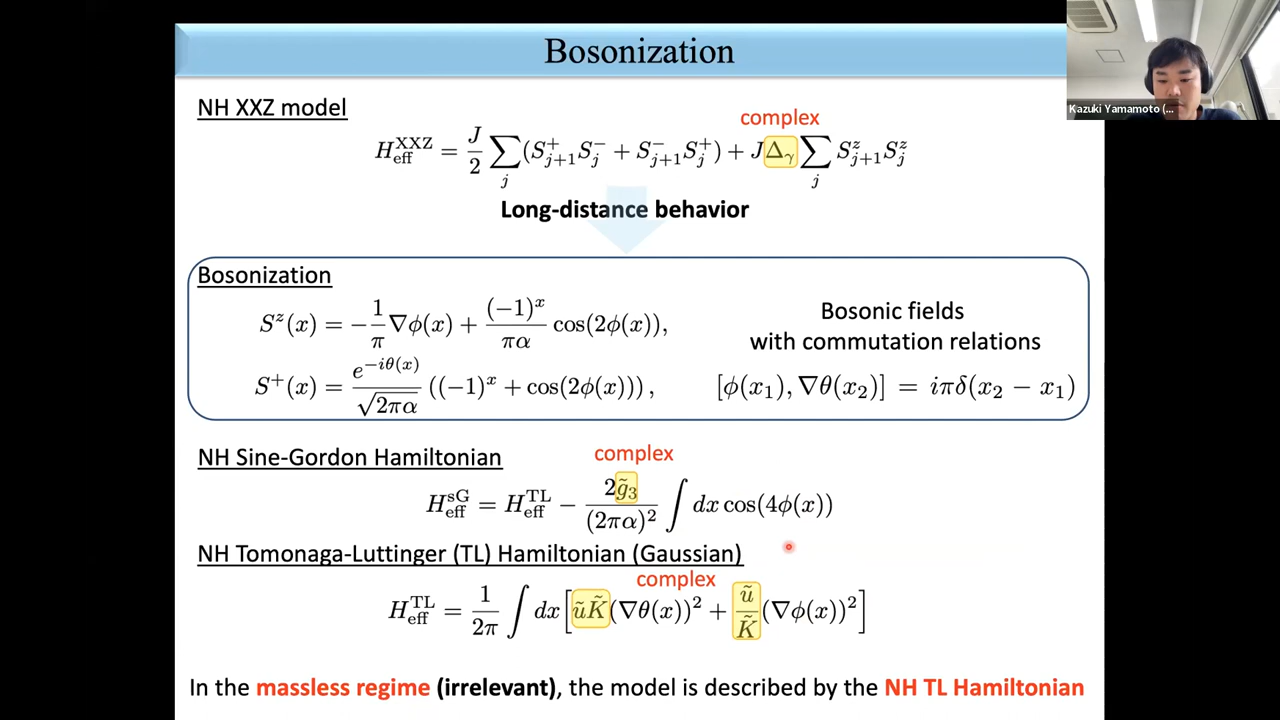 Bosonization
Kazuki Yamamoto (...
NH XXZ model
complex
H_eff^XXZ = J/2 ∑_j (S^+_{j+1} S^-_j + S^-_{j+1} S^+_j) + JΔ_γ ∑_j S^z_{j+1} S^z_j
Long-distance behavior
Bosonization
S^z(x) = −1/π ∇ϕ(x) + (−1)^x/πα cos(2ϕ(x)),
S^+(x) = e^{−iθ(x)}/√(2πα) ((−1)^x + cos(2ϕ(x))),
Bosonic fields
with commutation relations
[ϕ(x_1), ∇θ(x_2)] = iπδ(x_2 − x_1)
NH Sine-Gordon Hamiltonian
complex
H_eff^sG = H_eff^TL − 2g̃_3/(2πα)^2 ∫ dx cos(4ϕ(x))
NH Tomonaga-Luttinger (TL) Hamiltonian (Gaussian)
complex
H_eff^TL = 1/2π ∫ dx [ũK̃(∇θ(x))^2 + ũ/K̃ (∇ϕ(x))^2]
In the massless regime (irrelevant), the model is described by the NH TL Hamiltonian